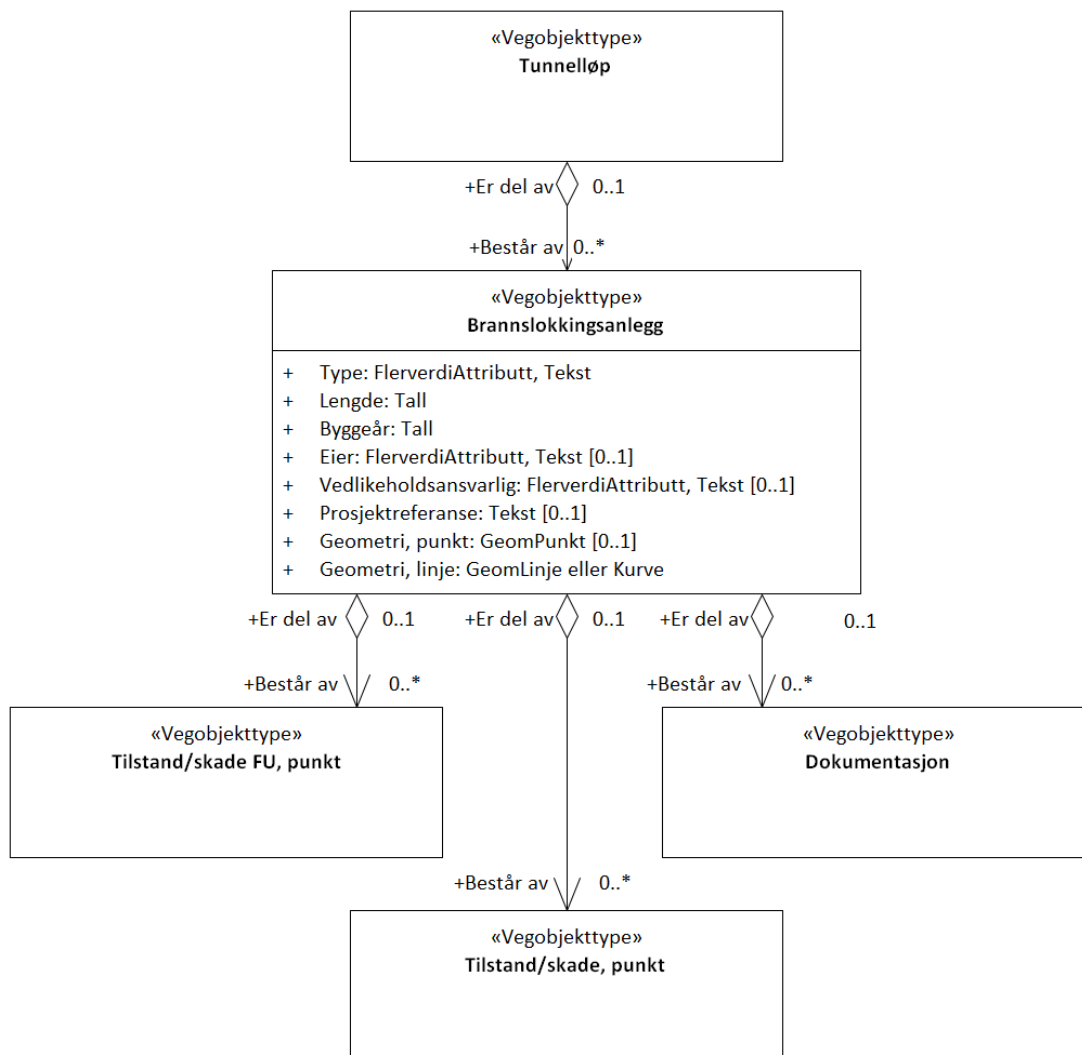 «Vegobjekttype»
Tunnelløp
+Er del av 0..1
+Består av 0..*
«Vegobjekttype»
Brannslokkingsanlegg
+ Type: FlerverdiAttributt, Tekst
+ Lengde: Tall
+ Byggeår: Tall
+ Eier: FlerverdiAttributt, Tekst [0..1]
+ Vedlikeholdsansvarlig: FlerverdiAttributt, Tekst [0..1]
+ Prosjektreferanse: Tekst [0..1]
+ Geometri, punkt: GeomPunkt [0..1]
+ Geometri, linje: GeomLinje eller Kurve
+Er del av 0..1 +Er del av 0..1 +Er del av 0..1
+Består av 0..* +Består av 0..*
«Vegobjekttype»
Tilstand/skade FU, punkt
«Vegobjekttype»
Dokumentasjon
+Består av 0..*
«Vegobjekttype»
Tilstand/skade, punkt